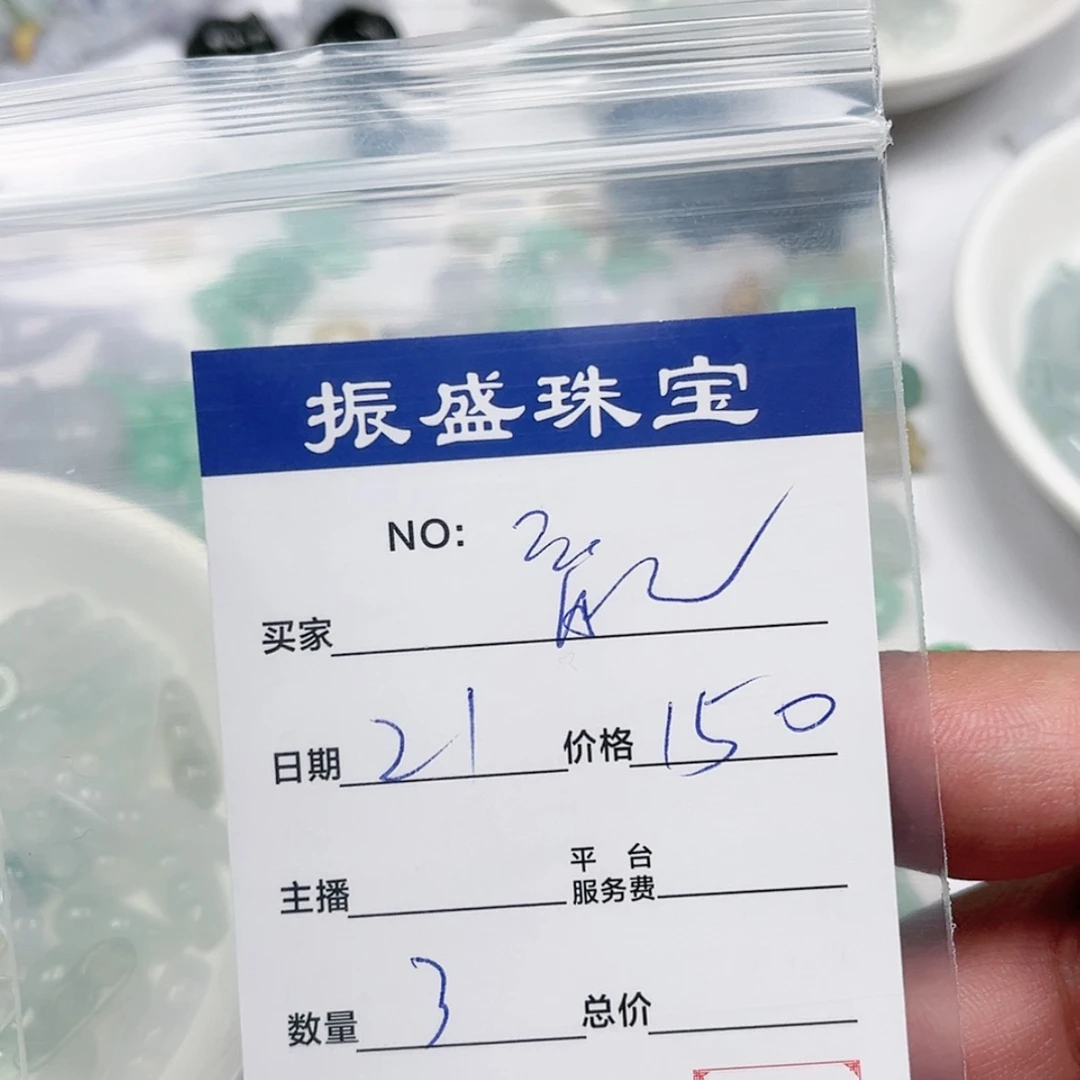 振盛珠宝
NO:
买家
日期 21 价格 150
主播 平台服务费
数量 3 总价